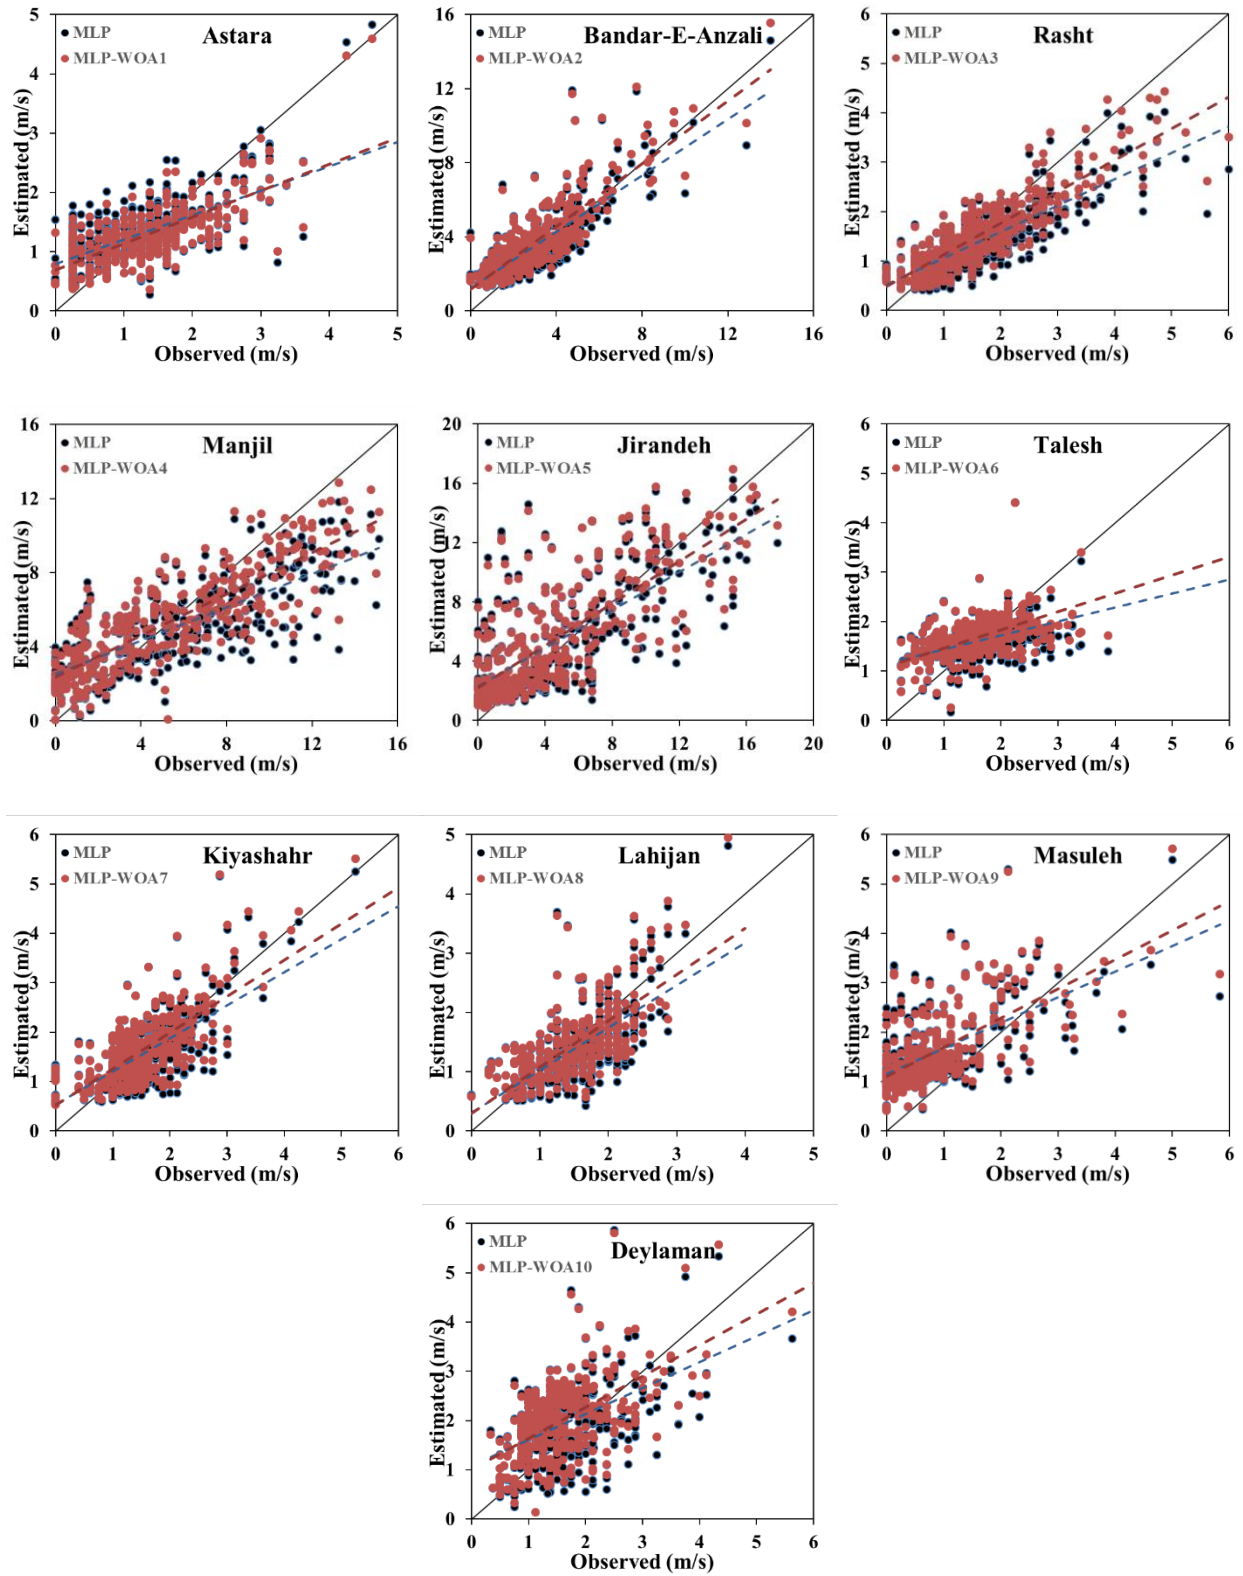 Astara
MLP
MLP-WOA1
Estimated (m/s)
5
4
3
2
1
0
0 1 2 3 4 5
Observed (m/s)
Bandar-E-Anzali
MLP
MLP-WOA2
Estimated (m/s)
16
12
8
4
0
0 4 8 12 16
Observed (m/s)
Rasht
MLP
MLP-WOA3
Estimated (m/s)
6
5
4
3
2
1
0
0 1 2 3 4 5 6
Observed (m/s)
Manjil
MLP
MLP-WOA4
Estimated (m/s)
16
12
8
4
0
0 4 8 12 16
Observed (m/s)
Jirandeh
MLP
MLP-WOA5
Estimated (m/s)
20
16
12
8
4
0
0 4 8 12 16 20
Observed (m/s)
Talesh
MLP
MLP-WOA6
Estimated (m/s)
6
5
4
3
2
1
0
0 1 2 3 4 5 6
Observed (m/s)
Kiyashahr
MLP
MLP-WOA7
Estimated (m/s)
6
5
4
3
2
1
0
0 1 2 3 4 5 6
Observed (m/s)
Lahijan
MLP
MLP-WOA8
Estimated (m/s)
5
4
3
2
1
0
0 1 2 3 4 5
Observed (m/s)
Masuleh
MLP
MLP-WOA9
Estimated (m/s)
6
5
4
3
2
1
0
0 1 2 3 4 5 6
Observed (m/s)
Deylaman
MLP
MLP-WOA10
Estimated (m/s)
6
5
4
3
2
1
0
0 1 2 3 4 5 6
Observed (m/s)